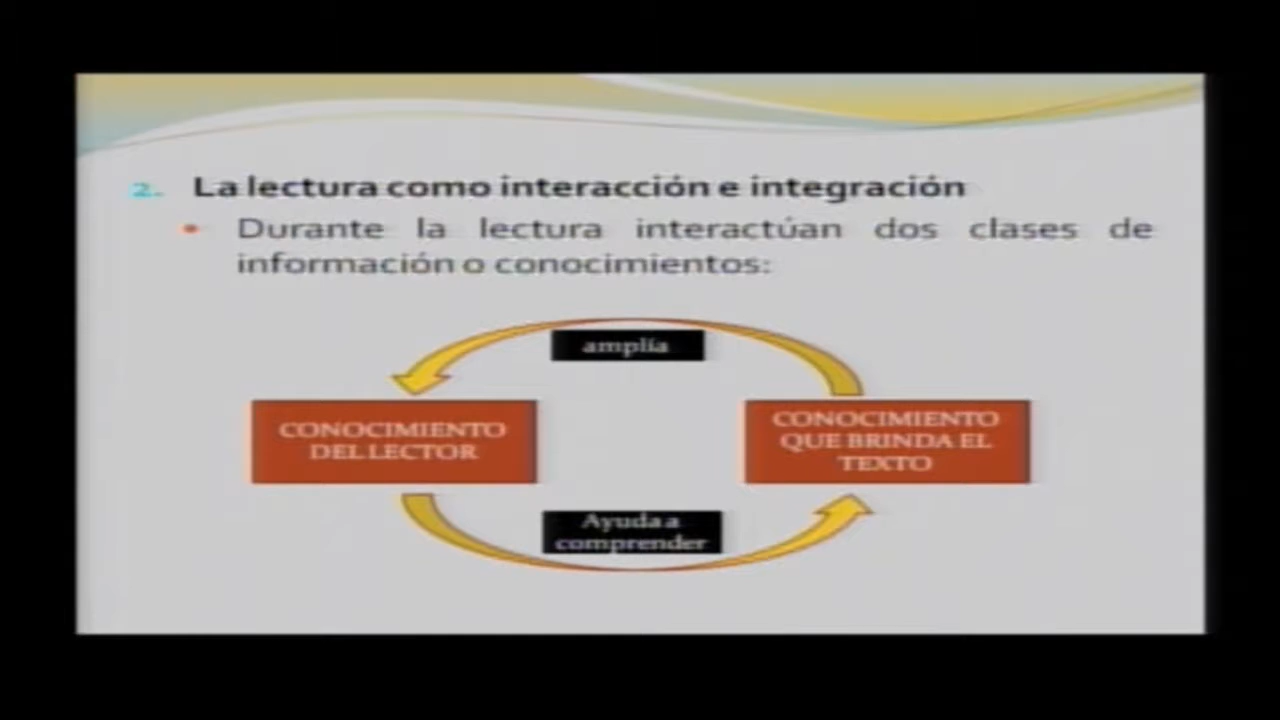 2. La lectura como interacción e integración
• Durante la lectura interactúan dos clases de
información o conocimientos:
amplía
CONOCIMIENTO
DEL LECTOR
CONOCIMIENTO
QUE BRINDA EL
TEXTO
Ayuda a
comprender